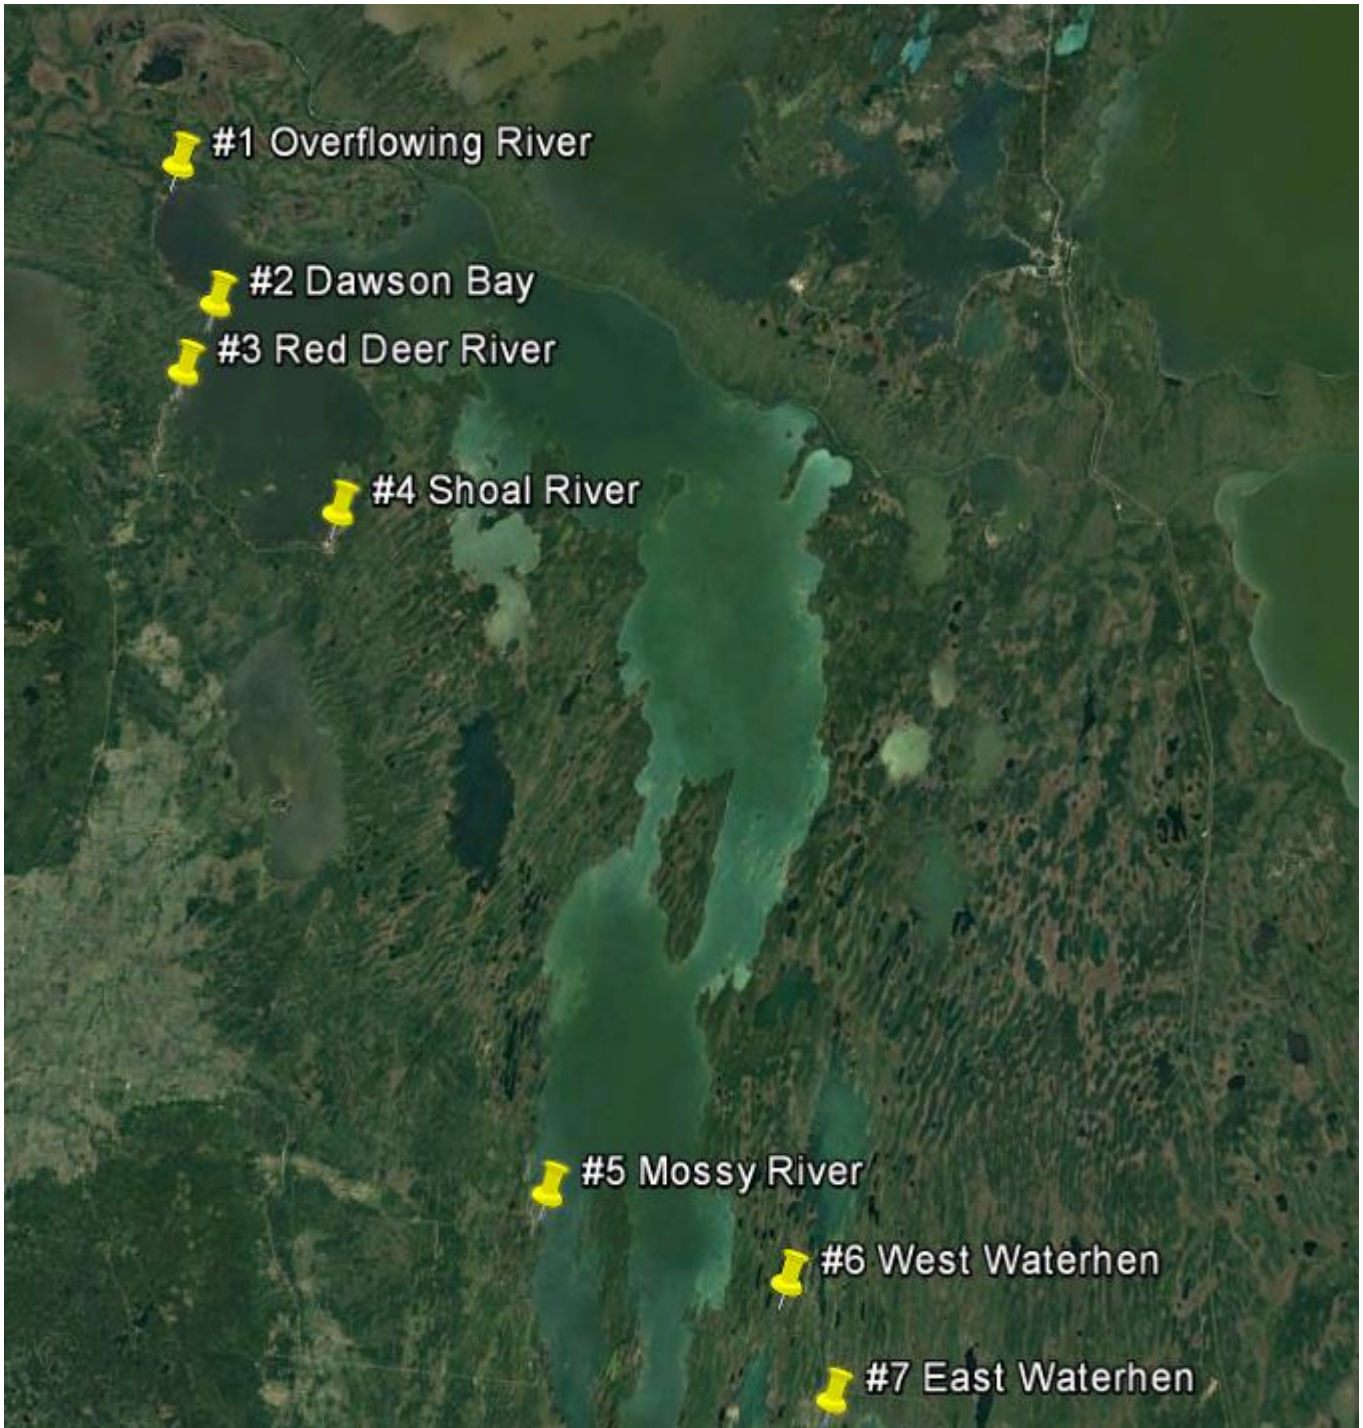 #1 Overflowing River
#2 Dawson Bay
#3 Red Deer River
#4 Shoal River
#5 Mossy River
#6 West Waterhen
#7 East Waterhen